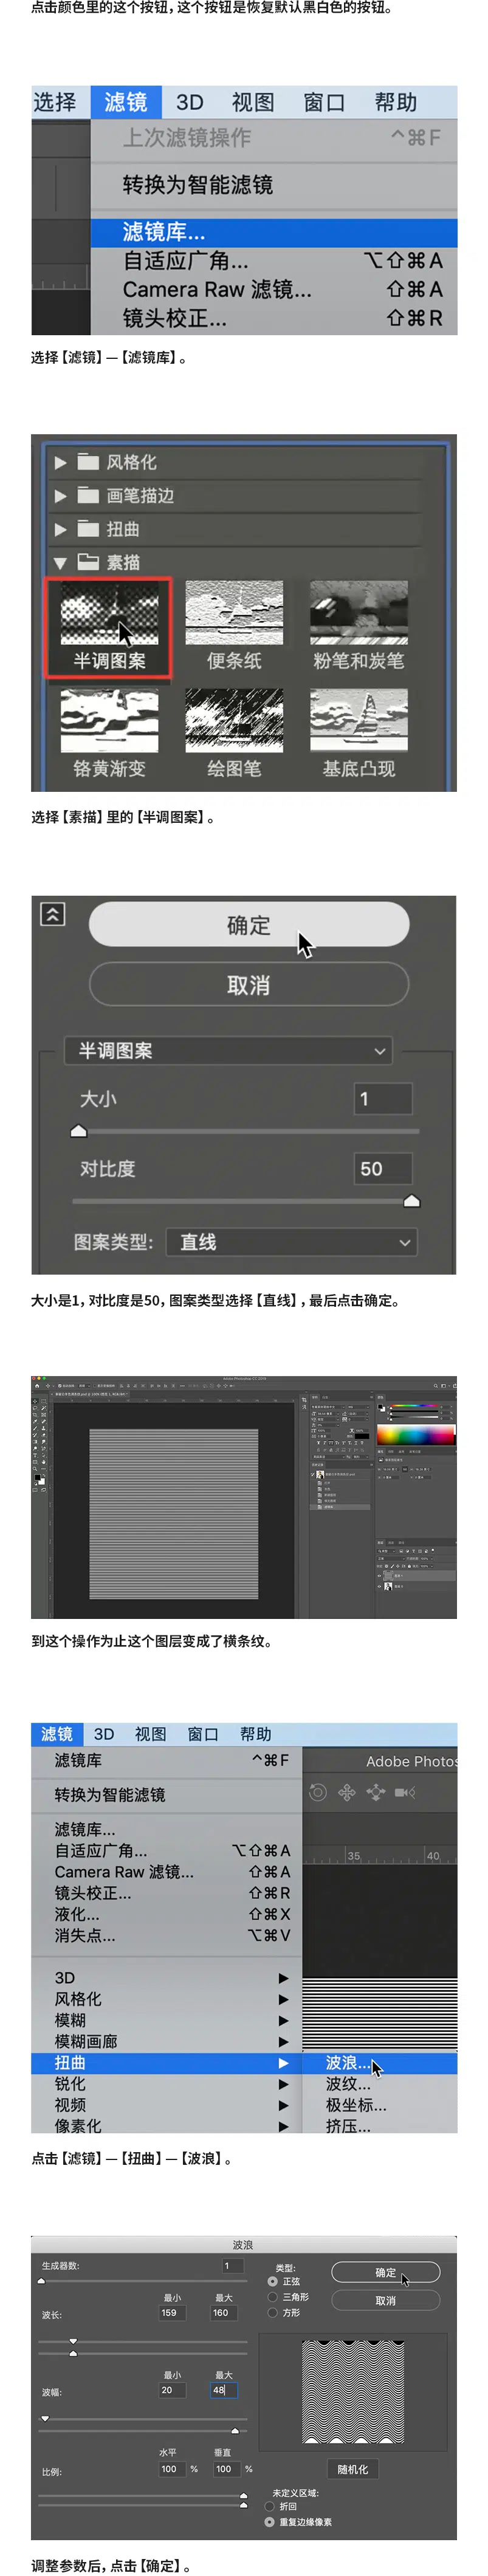 点击颜色里的这个按钮，这个按钮是恢复默认黑白色的按钮。
选择 滤镜 3D 视图 窗口 帮助
上次滤镜操作 ^⌘F
转换为智能滤镜
滤镜库...
自适应广角... ⌥⇧⌘A
Camera Raw 滤镜... ⇧⌘A
镜头校正... ⇧⌘R
选择【滤镜】—【滤镜库】。
风格化
画笔描边
扭曲
素描
半调图案 便条纸 粉笔和炭笔
铬黄渐变 绘图笔 基底凸现
选择【素描】里的【半调图案】。
确定
取消
半调图案
大小 1
对比度 50
图案类型: 直线
大小是1，对比度是50，图案类型选择【直线】，最后点击确定。
到这个操作为止这个图层变成了横条纹。
滤镜 3D 视图 窗口 帮助
滤镜库 ^⌘F
Adobe Photos
转换为智能滤镜
滤镜库...
自适应广角... ⌥⇧⌘A
Camera Raw 滤镜... ⇧⌘A
镜头校正... ⇧⌘R
35 40
液化... ⇧⌘X
消失点... ⌥⌘V
3D
风格化
模糊
模糊画廊
扭曲 波浪...
锐化 波纹...
视频 极坐标...
像素化 挤压...
点击【滤镜】—【扭曲】—【波浪】。
波浪
生成器数: 1
类型:
正弦
三角形
方形
确定
取消
最小 最大
波长: 159 160
最小 最大
波幅: 20 48
水平 垂直
比例: 100 % 100 %
随机化
未定义区域:
折回
重复边缘像素
调整参数后，点击【确定】。